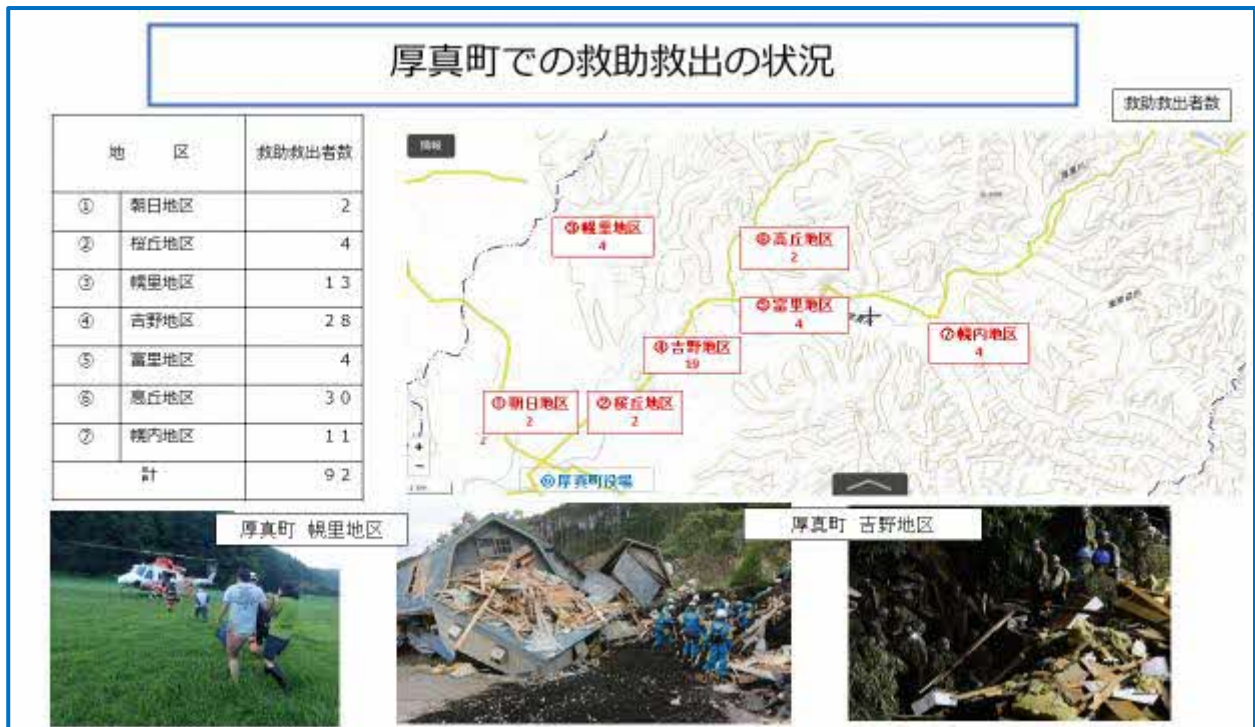 厚真町での救助救出の状況
救助救出者数
地 区 救助救出者数
① 朝日地区 2
② 桜丘地区 4
③ 幌里地区 13
④ 吉野地区 28
⑤ 富里地区 4
⑥ 高丘地区 30
⑦ 幌内地区 11
計 92
情報
③幌里地区
4
⑥高丘地区
2
⑤富里地区
4
⑦幌内地区
4
④吉野地区
19
①朝日地区
2
②桜丘地区
2
2
+
−
◎厚真町役場
厚真町 幌里地区
厚真町 吉野地区